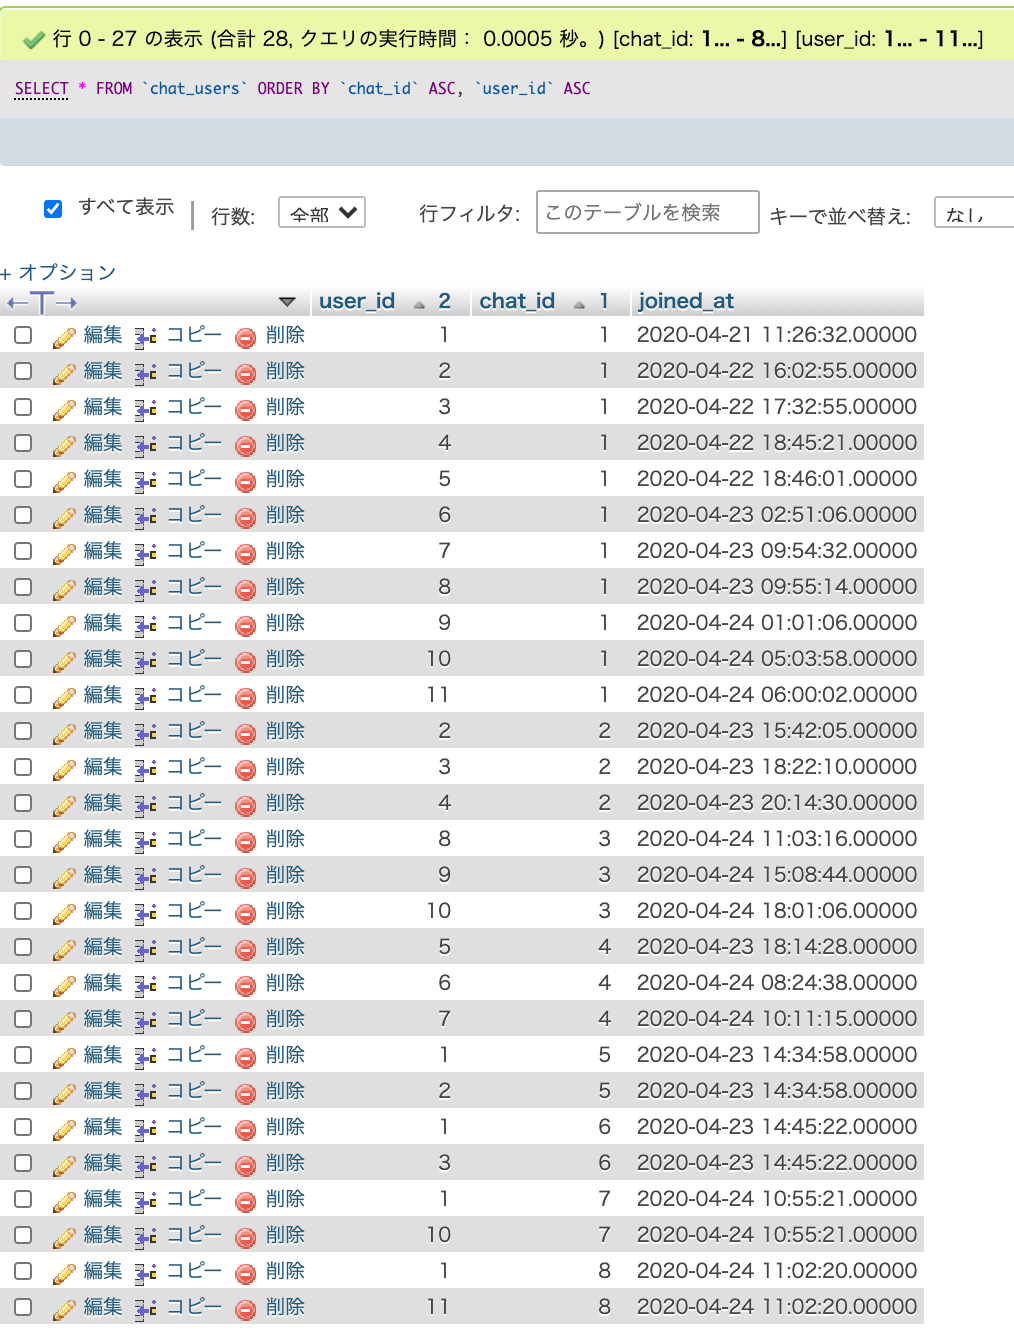 行 0 - 27 の表示 (合計 28, クエリの実行時間： 0.0005 秒。) [chat_id: 1... - 8...] [user_id: 1... - 11...]
SELECT * FROM `chat_users` ORDER BY `chat_id` ASC, `user_id` ASC
すべて表示 | 行数: 全部 行フィルタ: このテーブルを検索 キーで並べ替え: なし
+ オプション
←T→ user_id 2 chat_id 1 joined_at
編集 コピー 削除 1 1 2020-04-21 11:26:32.00000
編集 コピー 削除 2 1 2020-04-22 16:02:55.00000
編集 コピー 削除 3 1 2020-04-22 17:32:55.00000
編集 コピー 削除 4 1 2020-04-22 18:45:21.00000
編集 コピー 削除 5 1 2020-04-22 18:46:01.00000
編集 コピー 削除 6 1 2020-04-23 02:51:06.00000
編集 コピー 削除 7 1 2020-04-23 09:54:32.00000
編集 コピー 削除 8 1 2020-04-23 09:55:14.00000
編集 コピー 削除 9 1 2020-04-24 01:01:06.00000
編集 コピー 削除 10 1 2020-04-24 05:03:58.00000
編集 コピー 削除 11 1 2020-04-24 06:00:02.00000
編集 コピー 削除 2 2 2020-04-23 15:42:05.00000
編集 コピー 削除 3 2 2020-04-23 18:22:10.00000
編集 コピー 削除 4 2 2020-04-23 20:14:30.00000
編集 コピー 削除 8 3 2020-04-24 11:03:16.00000
編集 コピー 削除 9 3 2020-04-24 15:08:44.00000
編集 コピー 削除 10 3 2020-04-24 18:01:06.00000
編集 コピー 削除 5 4 2020-04-23 18:14:28.00000
編集 コピー 削除 6 4 2020-04-24 08:24:38.00000
編集 コピー 削除 7 4 2020-04-24 10:11:15.00000
編集 コピー 削除 1 5 2020-04-23 14:34:58.00000
編集 コピー 削除 2 5 2020-04-23 14:34:58.00000
編集 コピー 削除 1 6 2020-04-23 14:45:22.00000
編集 コピー 削除 3 6 2020-04-23 14:45:22.00000
編集 コピー 削除 1 7 2020-04-24 10:55:21.00000
編集 コピー 削除 10 7 2020-04-24 10:55:21.00000
編集 コピー 削除 1 8 2020-04-24 11:02:20.00000
編集 コピー 削除 11 8 2020-04-24 11:02:20.00000